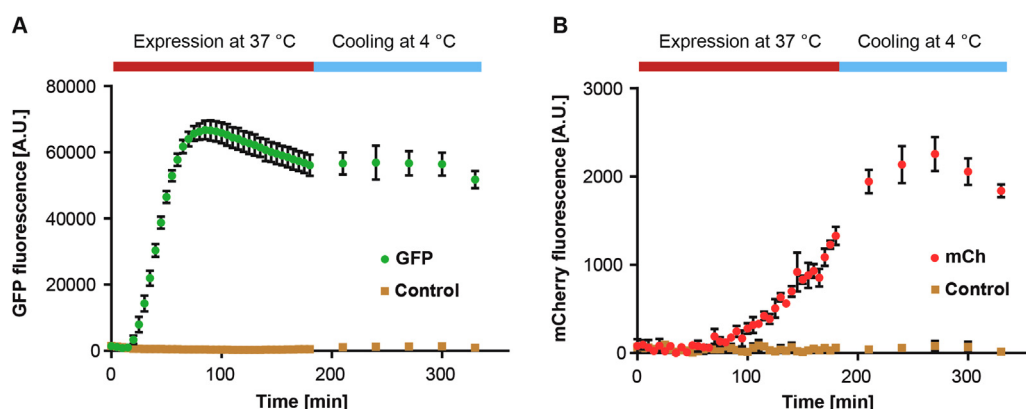 A
Expression at 37 °C
Cooling at 4 °C
GFP fluorescence [A.U.]
80000
60000
40000
20000
0
GFP
Control
0
100
200
300
Time [min]
B
Expression at 37 °C
Cooling at 4 °C
mCherry fluorescence [A.U.]
3000
2000
1000
0
mCh
Control
0
100
200
300
Time [min]